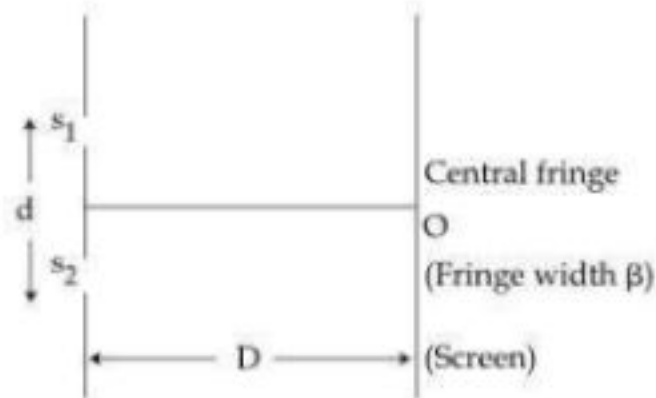 s1
d
s2
Central fringe
O
(Fringe width β)
D
(Screen)